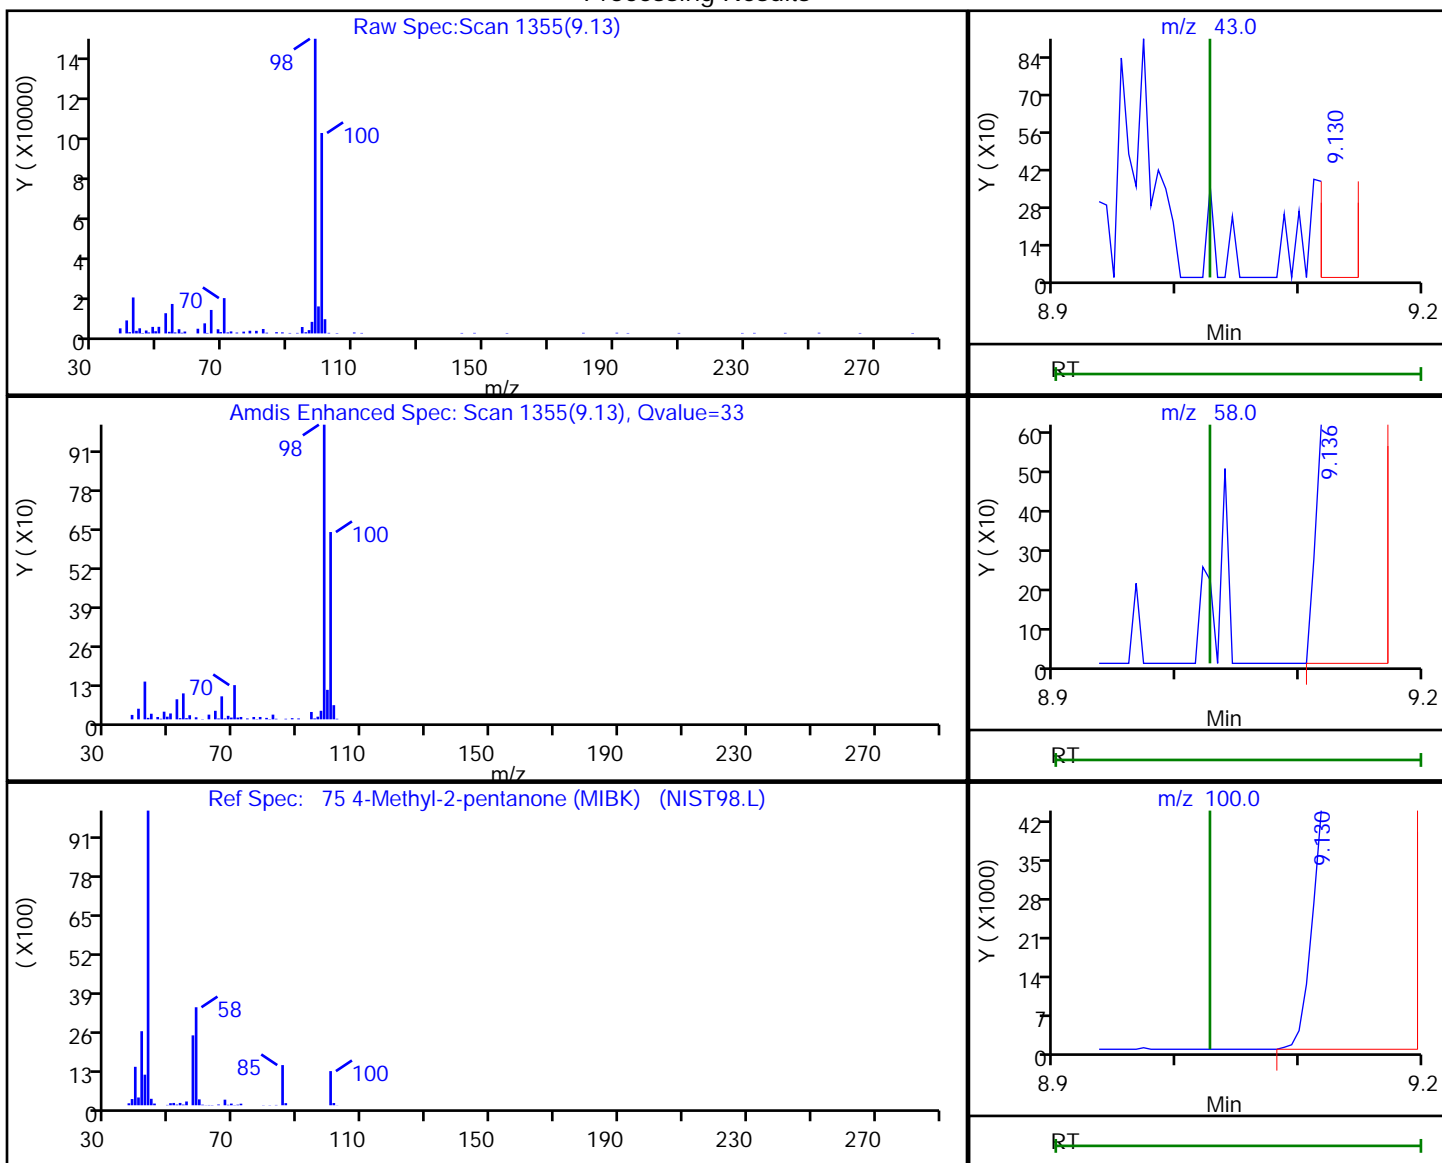 Processing Results
Raw Spec:Scan 1355(9.13)
Y ( X10000)
14
12
10
8
6
4
2
0
98
100
70
30 70 110 150 190 230 270
m/z
m/z 43.0
Y ( X10)
84
70
56
42
28
14
0
9.130
8.9 9.2
Min
RT
Amdis Enhanced Spec: Scan 1355(9.13), Qvalue=33
Y ( X10)
91
78
65
52
39
26
13
0
98
100
70
30 70 110 150 190 230 270
m/z
m/z 58.0
Y ( X10)
60
50
40
30
20
10
0
9.136
8.9 9.2
Min
RT
Ref Spec: 75 4-Methyl-2-pentanone (MIBK) (NIST98.L)
( X100)
91
78
65
52
39
26
13
0
58
85
100
30 70 110 150 190 230 270
m/z 100.0
Y ( X1000)
42
35
28
21
14
7
0
9.130
8.9 9.2
Min
RT